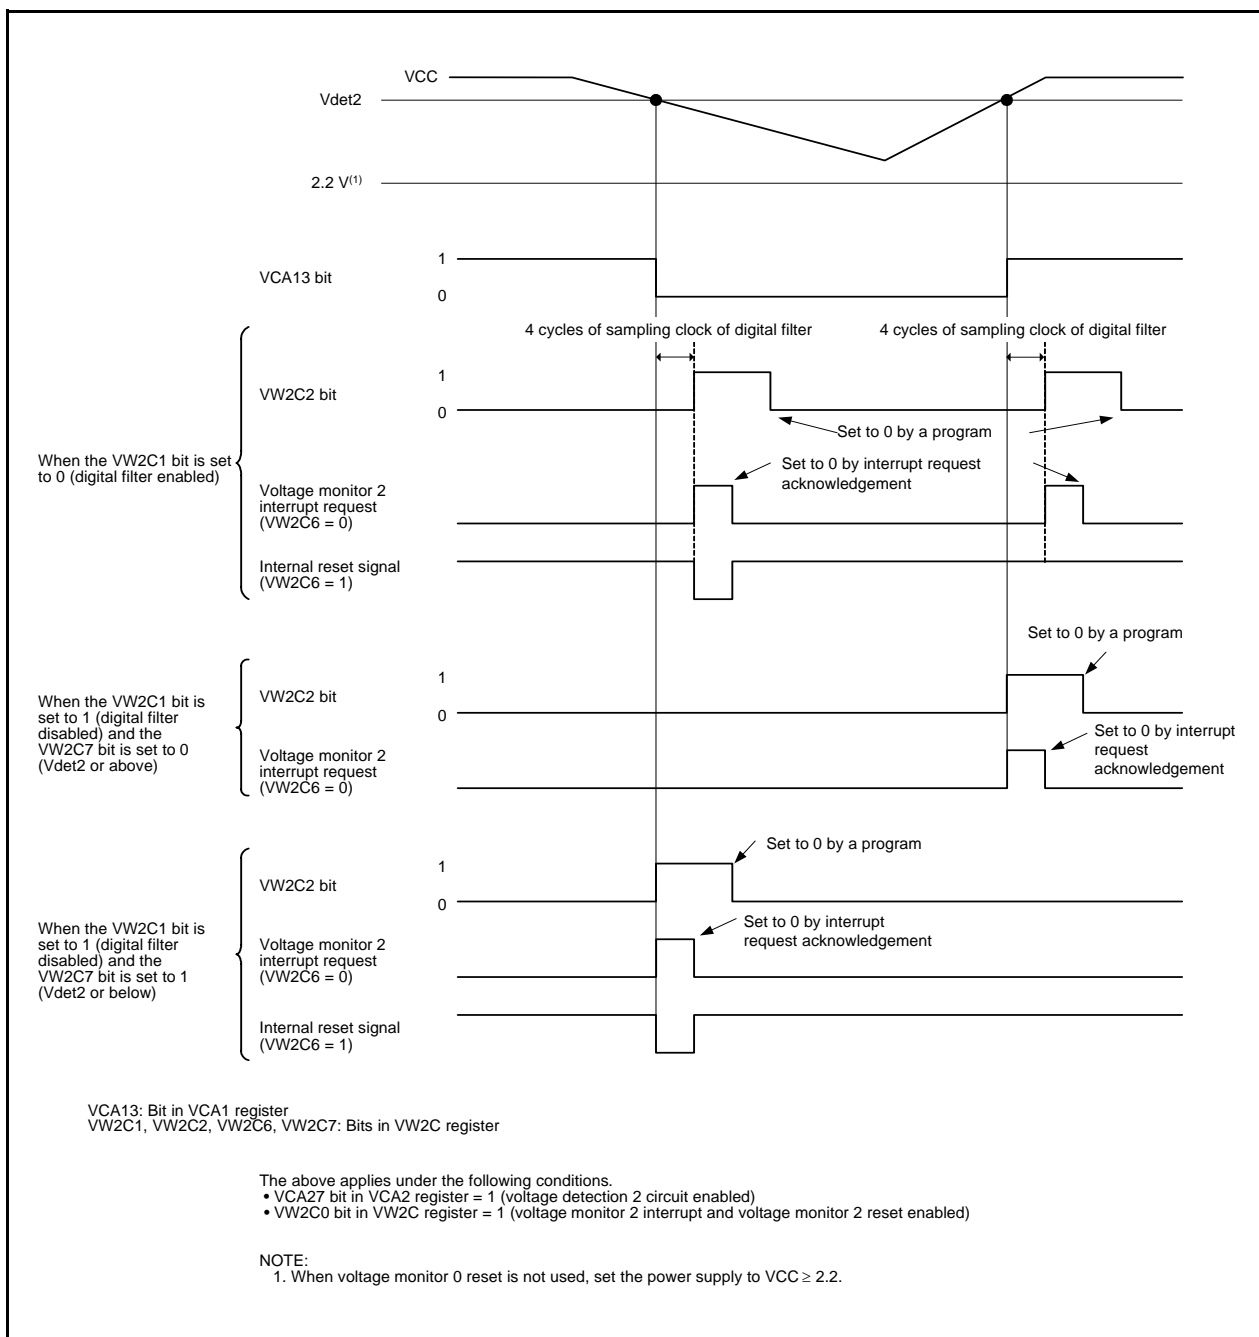 VCC
Vdet2
2.2 V(1)
VCA13 bit
1
0
4 cycles of sampling clock of digital filter
4 cycles of sampling clock of digital filter
When the VW2C1 bit is set
to 0 (digital filter enabled)
VW2C2 bit
1
0
Set to 0 by a program
Set to 0 by interrupt request
acknowledgement
Voltage monitor 2
interrupt request
(VW2C6 = 0)
Internal reset signal
(VW2C6 = 1)
Set to 0 by a program
When the VW2C1 bit is
set to 1 (digital filter
disabled) and the
VW2C7 bit is set to 0
(Vdet2 or above)
VW2C2 bit
1
0
Set to 0 by interrupt
request
acknowledgement
Voltage monitor 2
interrupt request
(VW2C6 = 0)
Set to 0 by a program
When the VW2C1 bit is
set to 1 (digital filter
disabled) and the
VW2C7 bit is set to 1
(Vdet2 or below)
VW2C2 bit
1
0
Set to 0 by interrupt
request acknowledgement
Voltage monitor 2
interrupt request
(VW2C6 = 0)
Internal reset signal
(VW2C6 = 1)
VCA13: Bit in VCA1 register
VW2C1, VW2C2, VW2C6, VW2C7: Bits in VW2C register
The above applies under the following conditions.
• VCA27 bit in VCA2 register = 1 (voltage detection 2 circuit enabled)
• VW2C0 bit in VW2C register = 1 (voltage monitor 2 interrupt and voltage monitor 2 reset enabled)
NOTE:
1. When voltage monitor 0 reset is not used, set the power supply to VCC ≥ 2.2.